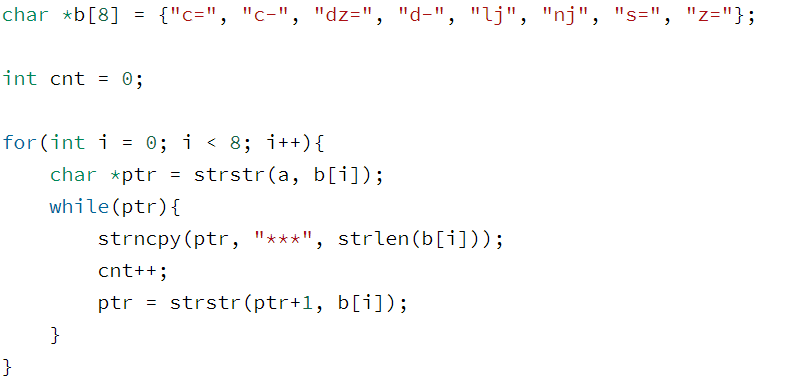 char *b[8] = {"c=", "c-", "dz=", "d-", "lj", "nj", "s=", "z="};

int cnt = 0;

for(int i = 0; i < 8; i++){
    char *ptr = strstr(a, b[i]);
    while(ptr){
        strncpy(ptr, "***", strlen(b[i]));
        cnt++;
        ptr = strstr(ptr+1, b[i]);
    }
}